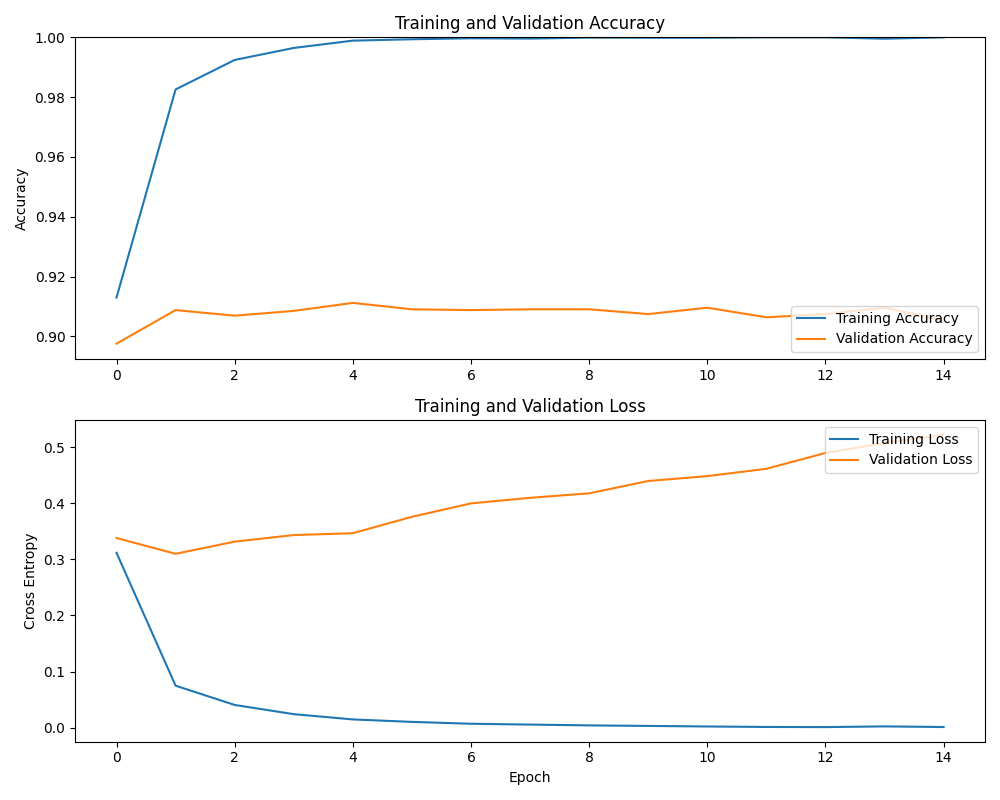 Training and Validation Accuracy
1.00
0.98
0.96
0.94
0.92
0.90
Accuracy
Training Accuracy
Validation Accuracy
0 2 4 6 8 10 12 14
Training and Validation Loss
0.5
0.4
0.3
0.2
0.1
0.0
Cross Entropy
Training Loss
Validation Loss
0 2 4 6 8 10 12 14
Epoch